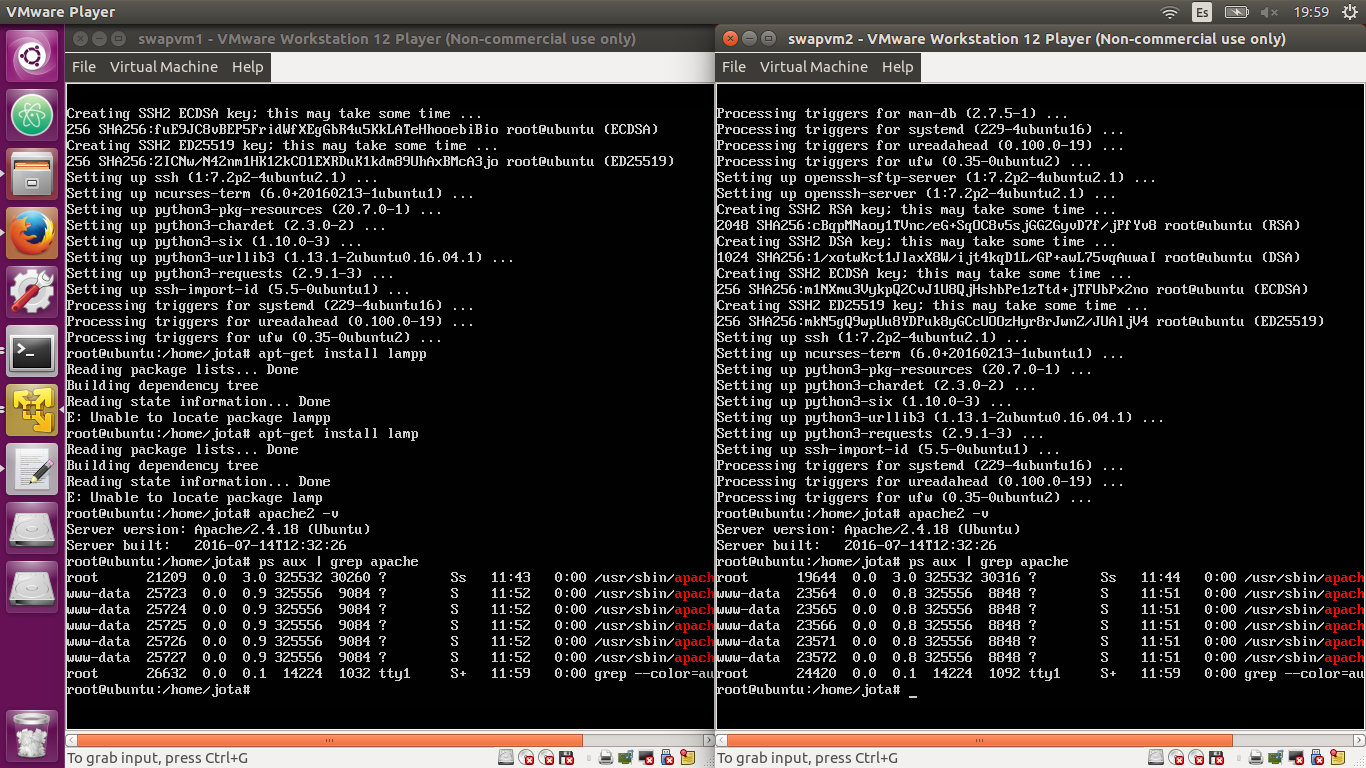 VMware Player
Es
19:59
swapvm1 - VMware Workstation 12 Player (Non-commercial use only)
File Virtual Machine Help
Creating SSH2 ECDSA key; this may take some time ...
256 SHA256:fuE9JC8vBEP5FridWfXEgGbR4u5KkLATeHhooebiBio root@ubuntu (ECDSA)
Creating SSH2 ED25519 key; this may take some time ...
256 SHA256:2ICNw/N42nm1HK12kCO1EXRDuK1kdm89UhAxBMcA3jo root@ubuntu (ED25519)
Setting up ssh (1:7.2p2-4ubuntu2.1) ...
Setting up ncurses-term (6.0+20160213-1ubuntu1) ...
Setting up python3-pkg-resources (20.7.0-1) ...
Setting up python3-chardet (2.3.0-2) ...
Setting up python3-six (1.10.0-3) ...
Setting up python3-urllib3 (1.13.1-2ubuntu0.16.04.1) ...
Setting up python3-requests (2.9.1-3) ...
Setting up ssh-import-id (5.5-0ubuntu1) ...
Processing triggers for systemd (229-4ubuntu16) ...
Processing triggers for ureadahead (0.100.0-19) ...
Processing triggers for ufw (0.35-0ubuntu2) ...
root@ubuntu:/home/jota# apt-get install lampp
Reading package lists... Done
Building dependency tree
Reading state information... Done
E: Unable to locate package lampp
root@ubuntu:/home/jota# apt-get install lamp
Reading package lists... Done
Building dependency tree
Reading state information... Done
E: Unable to locate package lamp
root@ubuntu:/home/jota# apache2 -v
Server version: Apache/2.4.18 (Ubuntu)
Server built:   2016-07-14T12:32:26
root@ubuntu:/home/jota# ps aux | grep apache
root     21209  0.0  3.0 325532 30260 ?        Ss   11:43   0:00 /usr/sbin/apach
www-data 25723  0.0  0.9 325556  9084 ?        S    11:52   0:00 /usr/sbin/apach
www-data 25724  0.0  0.9 325556  9084 ?        S    11:52   0:00 /usr/sbin/apach
www-data 25725  0.0  0.9 325556  9084 ?        S    11:52   0:00 /usr/sbin/apach
www-data 25726  0.0  0.9 325556  9084 ?        S    11:52   0:00 /usr/sbin/apach
www-data 25727  0.0  0.9 325556  9084 ?        S    11:52   0:00 /usr/sbin/apach
root     26632  0.0  0.1  14224  1032 tty1     S+   11:59   0:00 grep --color=au
root@ubuntu:/home/jota#
To grab input, press Ctrl+G
swapvm2 - VMware Workstation 12 Player (Non-commercial use only)
File Virtual Machine Help
Processing triggers for man-db (2.7.5-1) ...
Processing triggers for systemd (229-4ubuntu16) ...
Processing triggers for ureadahead (0.100.0-19) ...
Processing triggers for ufw (0.35-0ubuntu2) ...
Setting up openssh-sftp-server (1:7.2p2-4ubuntu2.1) ...
Setting up openssh-server (1:7.2p2-4ubuntu2.1) ...
Creating SSH2 RSA key; this may take some time ...
2048 SHA256:cBqpMNaoy1TVnc/eG+SqOC8v5sjGG2GyvD7f/jPfYv8 root@ubuntu (RSA)
Creating SSH2 DSA key; this may take some time ...
1024 SHA256:1/xotwKct1JlaxX8W/ijt4kqD1L/GP+awL75vqAuwaI root@ubuntu (DSA)
Creating SSH2 ECDSA key; this may take some time ...
256 SHA256:m1NXmu3VykpQ2CvJ1U8QjHshbPe1zTtd+jTFUbPx2no root@ubuntu (ECDSA)
Creating SSH2 ED25519 key; this may take some time ...
256 SHA256:mkN5gQ9wpUu8YDPuk8yGCcUOOzHyr8rJwn2/JUAljV4 root@ubuntu (ED25519)
Setting up ssh (1:7.2p2-4ubuntu2.1) ...
Setting up ncurses-term (6.0+20160213-1ubuntu1) ...
Setting up python3-pkg-resources (20.7.0-1) ...
Setting up python3-chardet (2.3.0-2) ...
Setting up python3-six (1.10.0-3) ...
Setting up python3-urllib3 (1.13.1-2ubuntu0.16.04.1) ...
Setting up python3-requests (2.9.1-3) ...
Setting up ssh-import-id (5.5-0ubuntu1) ...
Processing triggers for systemd (229-4ubuntu16) ...
Processing triggers for ureadahead (0.100.0-19) ...
Processing triggers for ufw (0.35-0ubuntu2) ...
root@ubuntu:/home/jota# apache2 -v
Server version: Apache/2.4.18 (Ubuntu)
Server built:   2016-07-14T12:32:26
root@ubuntu:/home/jota# ps aux | grep apache
root     19644  0.0  3.0 325532 30316 ?        Ss   11:44   0:00 /usr/sbin/apach
www-data 23564  0.0  0.8 325556  8848 ?        S    11:51   0:00 /usr/sbin/apach
www-data 23565  0.0  0.8 325556  8848 ?        S    11:51   0:00 /usr/sbin/apach
www-data 23566  0.0  0.8 325556  8848 ?        S    11:51   0:00 /usr/sbin/apach
www-data 23571  0.0  0.8 325556  8848 ?        S    11:51   0:00 /usr/sbin/apach
www-data 23572  0.0  0.8 325556  8848 ?        S    11:51   0:00 /usr/sbin/apach
root     24420  0.0  0.1  14224  1092 tty1     S+   11:59   0:00 grep --color=au
root@ubuntu:/home/jota# _
To grab input, press Ctrl+G